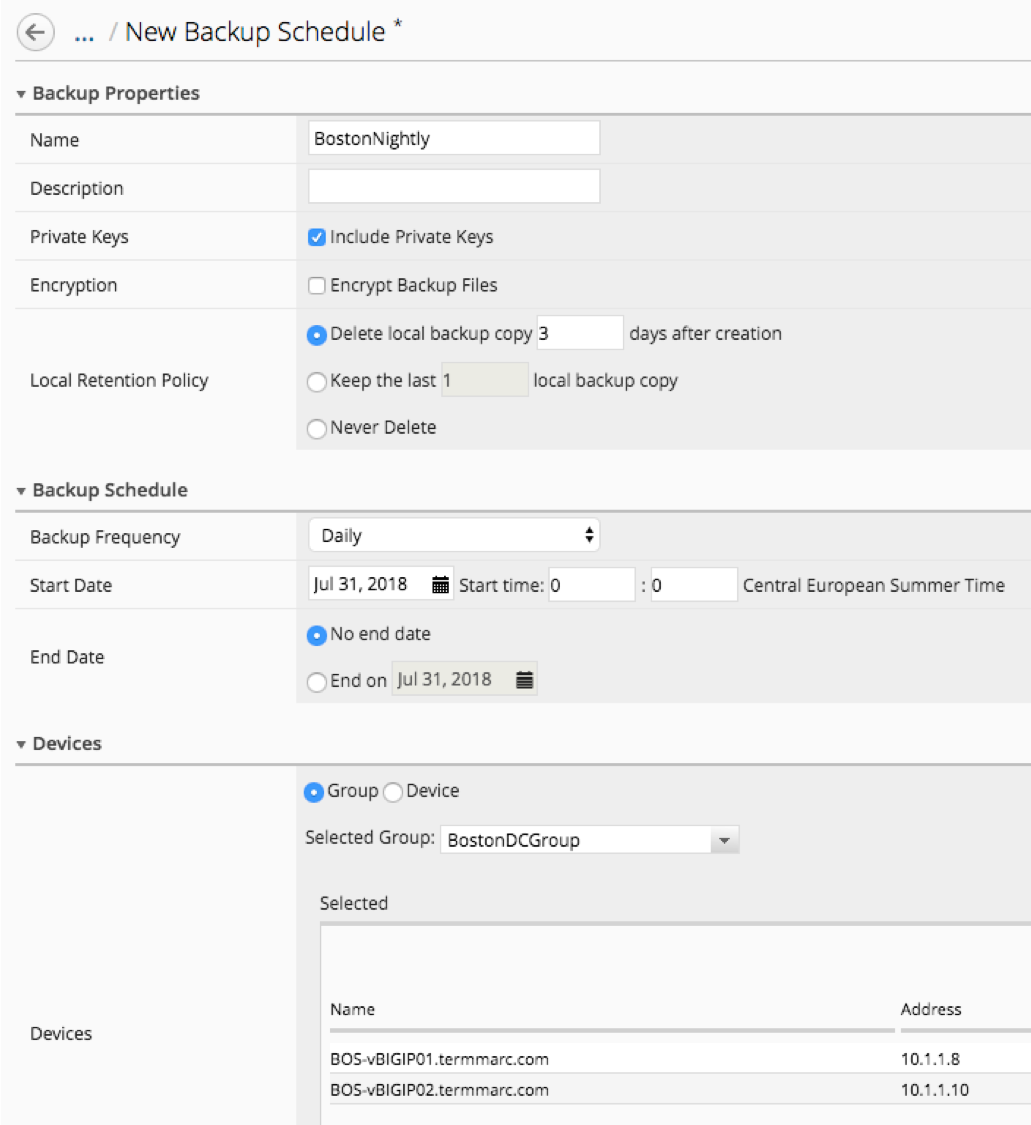 ... / New Backup Schedule *
Backup Properties
Name BostonNightly
Description
Private Keys Include Private Keys
Encryption Encrypt Backup Files
Delete local backup copy 3 days after creation
Local Retention Policy Keep the last 1 local backup copy
Never Delete
Backup Schedule
Backup Frequency Daily
Start Date Jul 31, 2018 Start time: 0 : 0 Central European Summer Time
No end date
End Date
End on Jul 31, 2018
Devices
Group Device
Selected Group: BostonDCGroup
Selected
Name Address
Devices
BOS-vBIGIP01.termmarc.com 10.1.1.8
BOS-vBIGIP02.termmarc.com 10.1.1.10